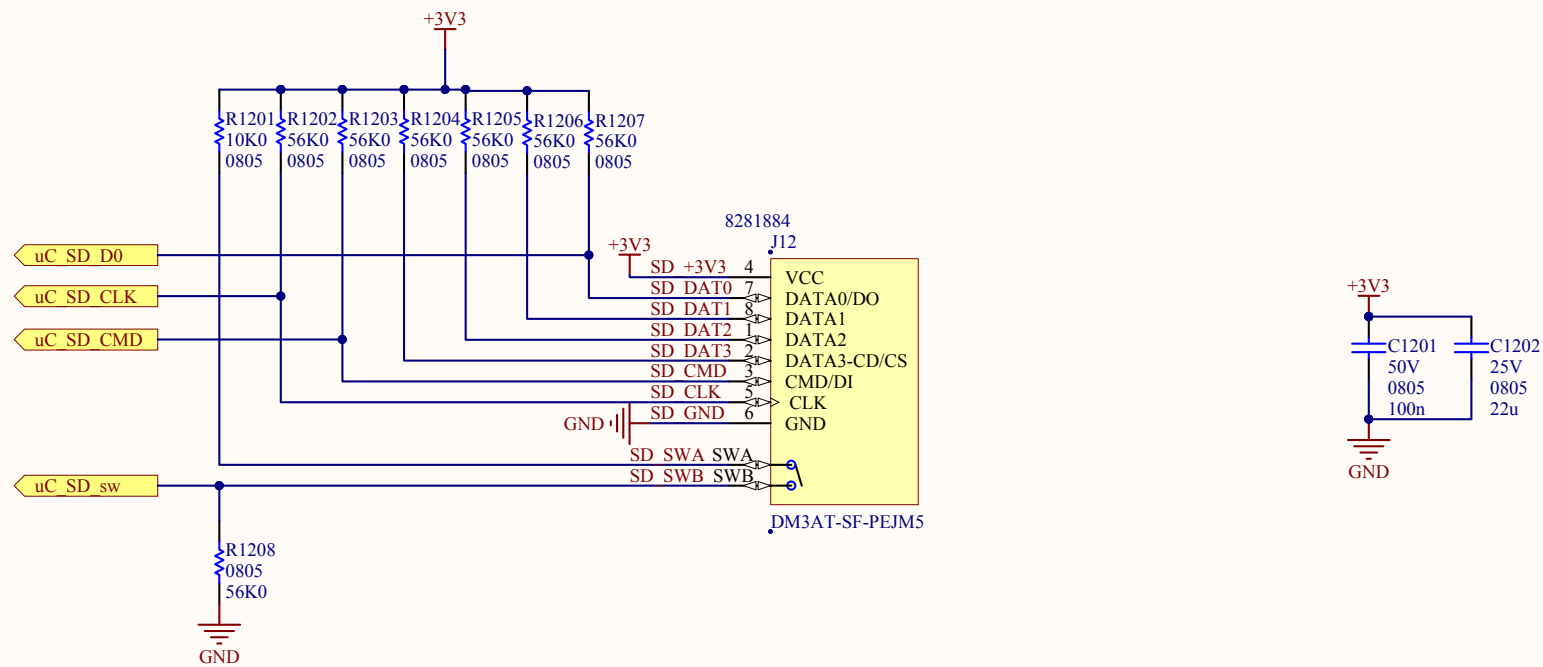 +3V3
R1201
10K0
0805
R1202
56K0
0805
R1203
56K0
0805
R1204
56K0
0805
R1205
56K0
0805
R1206
56K0
0805
R1207
56K0
0805
8281884
J12
uC_SD_D0
uC_SD_CLK
uC_SD_CMD
uC_SD_sw
+3V3
SD_+3V3 4 VCC
SD_DAT0 7 DATA0/DO
SD_DAT1 8 DATA1
SD_DAT2 1 DATA2
SD_DAT3 2 DATA3-CD/CS
SD_CMD 3 CMD/DI
SD_CLK 5 CLK
GND SD_GND 6 GND
SD_SWA SWA
SD_SWB SWB
DM3AT-SF-PEJM5
R1208
0805
56K0
GND
+3V3
C1201
50V
0805
100n
C1202
25V
0805
22u
GND